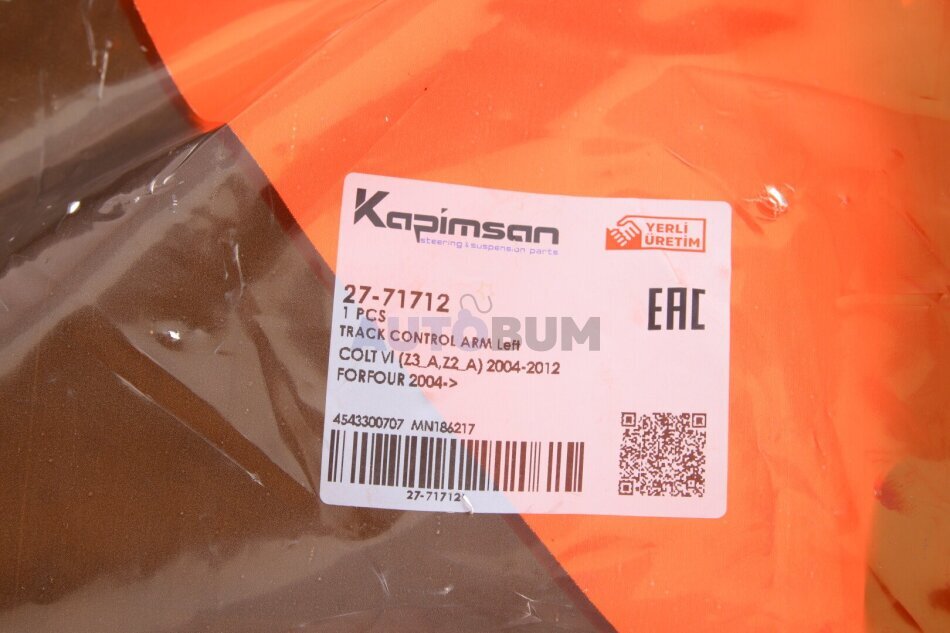 Kapimsan
steering & suspension parts
YERLİ
ÜRETİM
27-71712
1 PCS
EAC
AUTOBUM
TRACK CONTROL ARM Left
COLT VI (Z3_A,Z2_A) 2004-2012
FORFOUR 2004->
4543300707 MN186217
27-71712